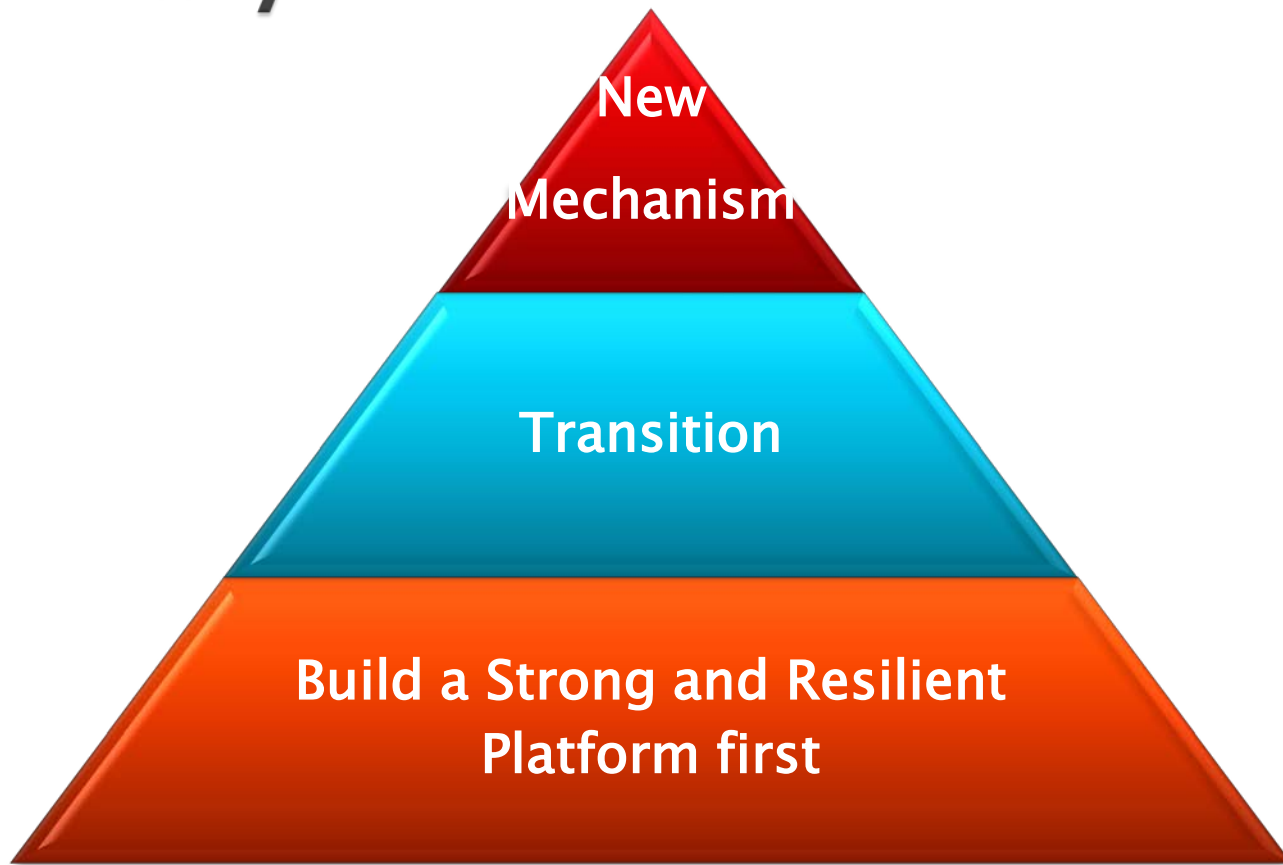 New
Mechanism
Transition
Build a Strong and Resilient
Platform first